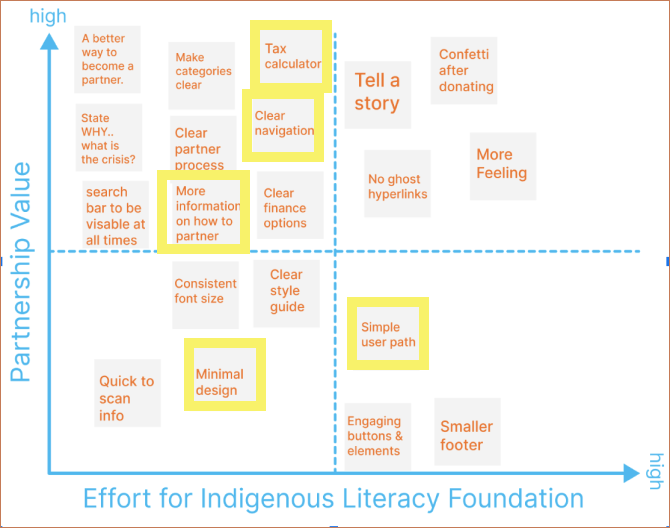 high
A better
way to
become a
partner.
Make
categories
clear
Tax
calculator
Tell a
story
Confetti
after
donating
State
WHY..
what is
the crisis?
Clear
partner
process
Clear
navigation
No ghost
hyperlinks
More
Feeling
search
bar to be
visable at
all times
More
information
on how to
partner
Clear
finance
options
Partnership Value
Consistent
font size
Clear
style
guide
Simple
user path
Quick to
scan
info
Minimal
design
Engaging
buttons &
elements
Smaller
footer
high
Effort for Indigenous Literacy Foundation